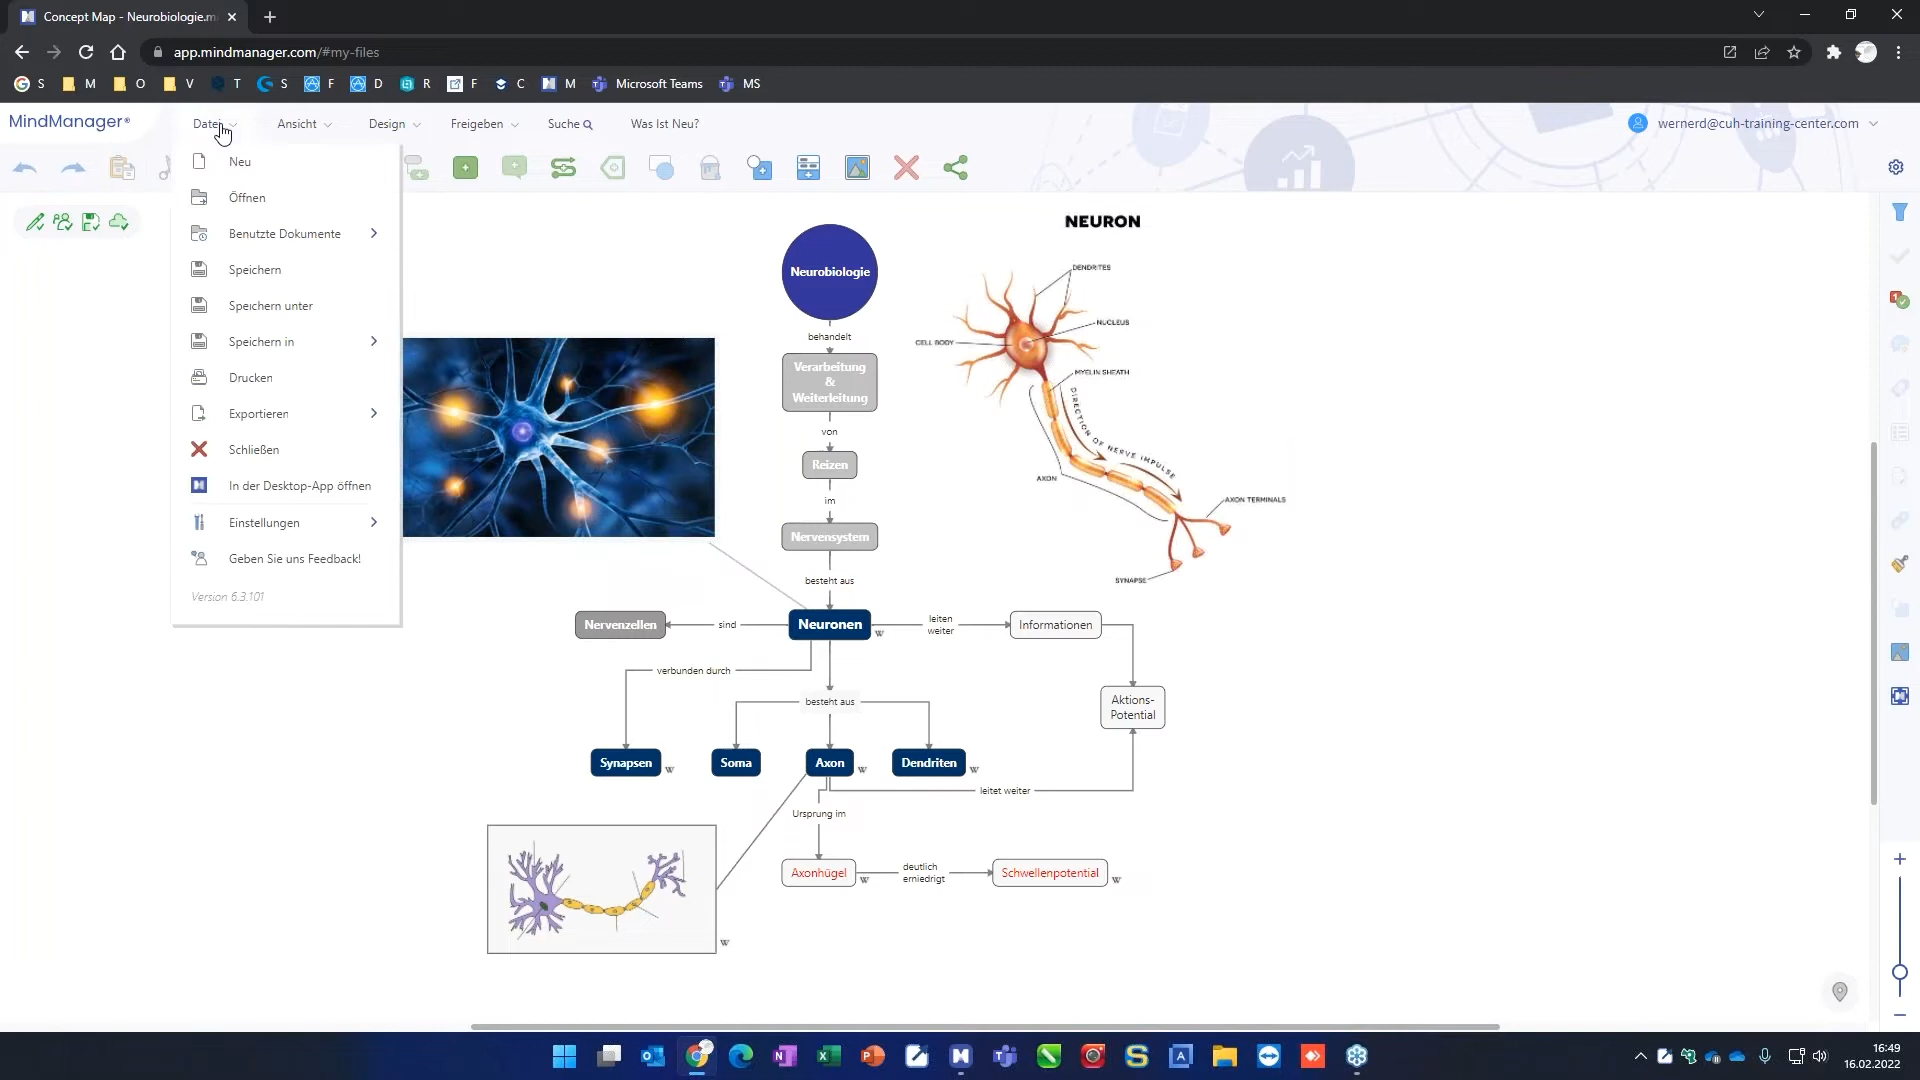 Concept Map - Neurobiologie.m
app.mindmanager.com/#my-files
S M O V T S F D R F C M Microsoft Teams MS
MindManager®
Datei Ansicht Design Freigeben Suche Was Ist Neu?
wernerd@cuh-training-center.com
Neu
Öffnen
Benutzte Dokumente
Speichern
Speichern unter
Speichern in
Drucken
Exportieren
Schließen
In der Desktop-App öffnen
Einstellungen
Geben Sie uns Feedback!
Version 6.3.101
Neurobiologie
behandelt
Verarbeitung
&
Weiterleitung
von
Reizen
im
Nervensystem
besteht aus
NEURON
DENDRITES
NUCLEUS
CELL BODY
MYELIN SHEATH
DIRECTION OF NERVE IMPULSE
AXON
AXON TERMINALS
SYNAPSE
Nervenzellen
sind
Neuronen
W
leiten
weiter
Informationen
verbunden durch
besteht aus
Aktions-
Potential
Synapsen
W
Soma
Axon
W
Dendriten
W
leitet weiter
Ursprung im
Axonhügel
W
deutlich
erniedrigt
Schwellenpotential
W
W
16:49
16.02.2022